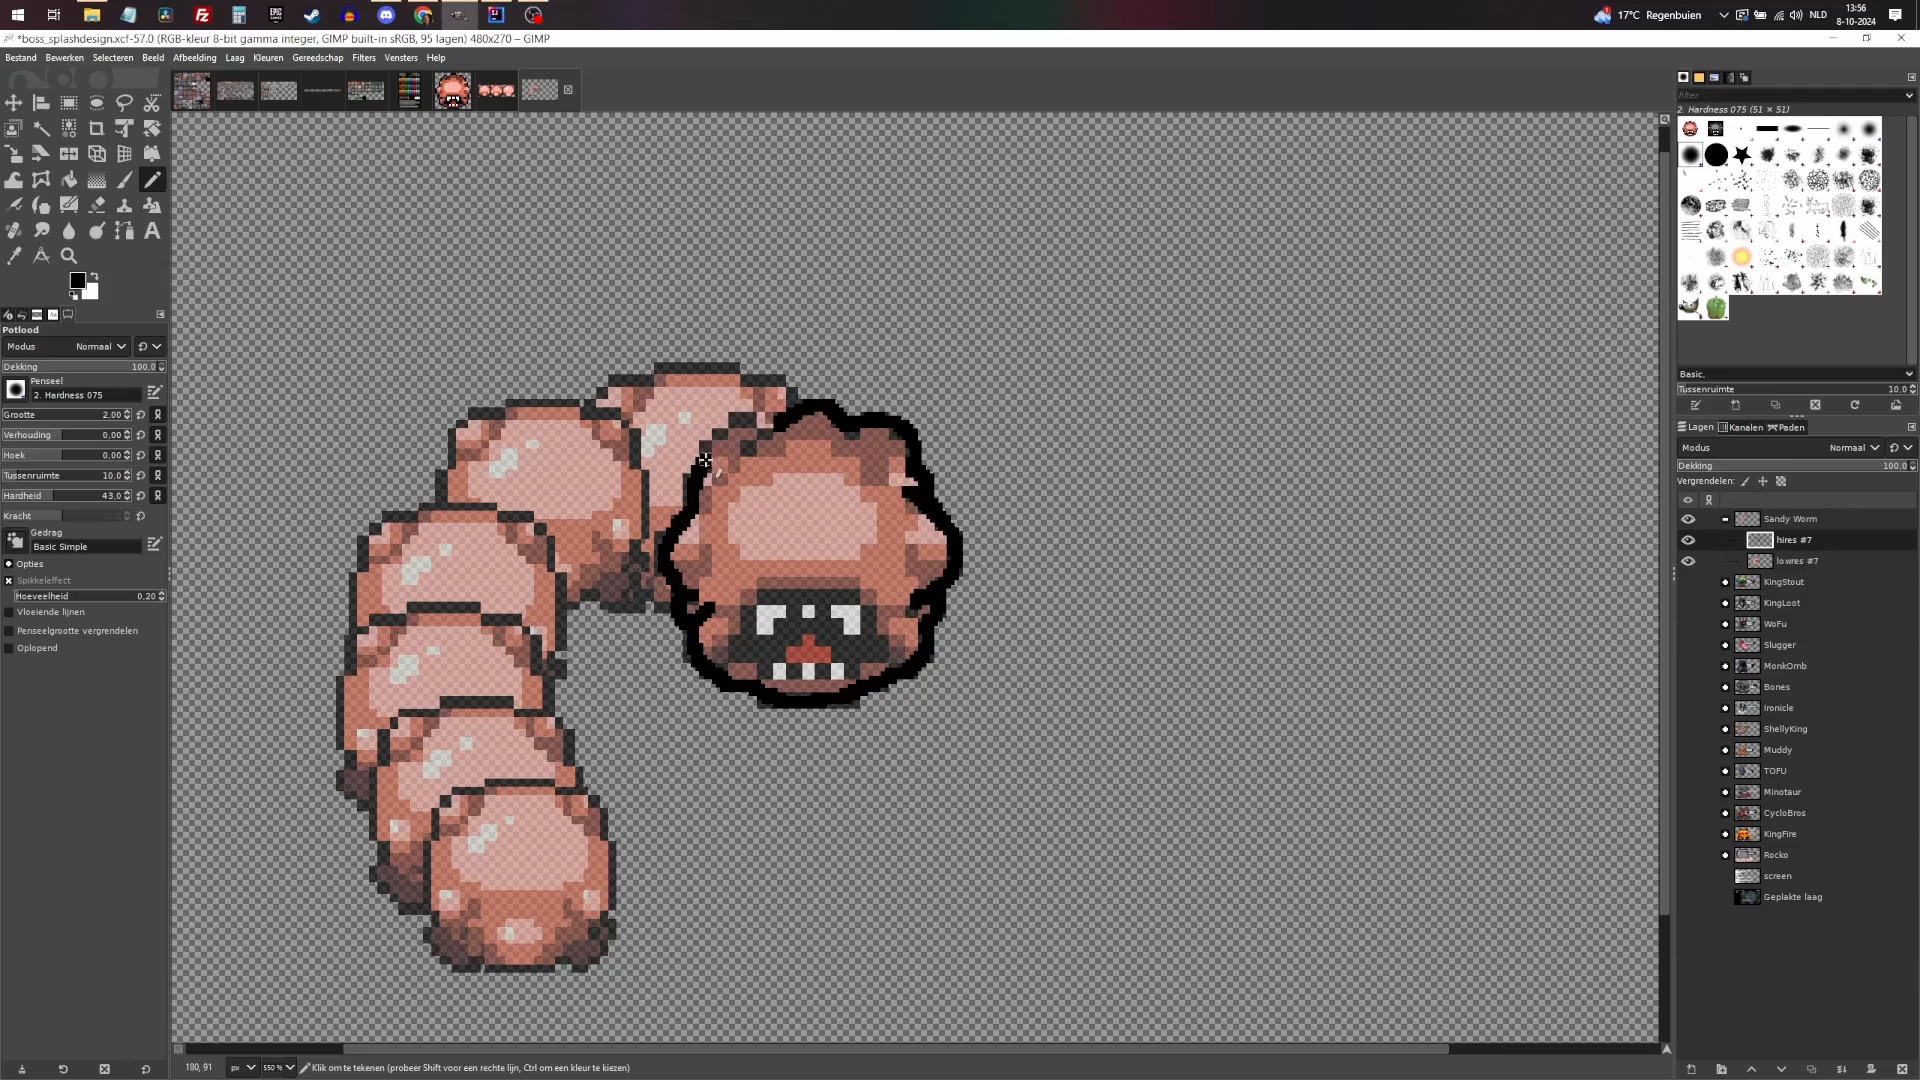 17°C Regenbuien
NLD
13:56
8-10-2024
*boss_splashdesign.xcf-57.0 (RGB-kleur 8-bit gamma integer, GIMP built-in sRGB, 95 lagen) 480x270 – GIMP
Bestand Bewerken Selecteren Beeld Afbeelding Laag Kleuren Gereedschap Filters Vensters Help
Potlood
Modus Normaal
Dekking 100,0
Penseel
2. Hardness 075
Grootte 2,00
Verhouding 0,00
Hoek 0,00
Tussenruimte 10,0
Hardheid 43,0
Kracht
Gedrag
Basic Simple
Opties
Spikkeleffect
Hoeveelheid 0,20
Vloeiende lijnen
Penseelgrootte vergrendelen
Oplopend
Filter
2. Hardness 075 (51 × 51)
Basic,
Tussenruimte 10,0
Lagen Kanalen Paden
Modus Normaal
Dekking 100,0
Vergrendelen:
Sandy Worm
hires #7
lowres #7
KingStout
KingLoot
WoFu
Slugger
MonkOmb
Bones
Ironicle
ShellyKing
Muddy
TOFU
Minotaur
CycloBros
KingFire
Rocko
screen
Geplakte laag
180, 91 px 550 % Klik om te tekenen (probeer Shift voor een rechte lijn, Ctrl om een kleur te kiezen)